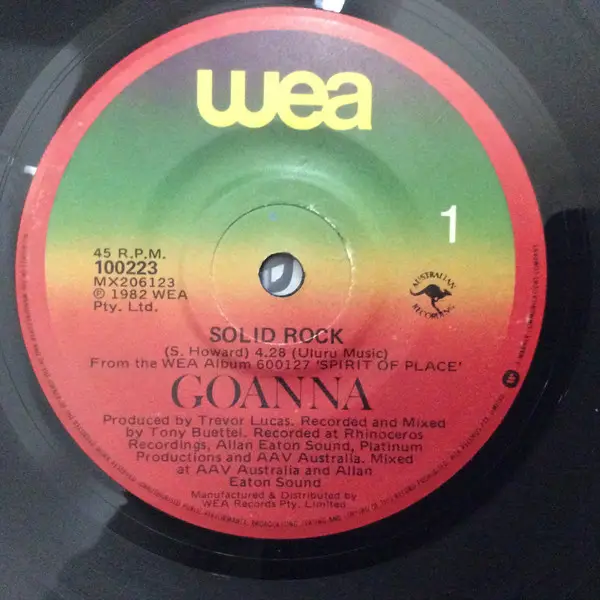 wea
1
45 R.P.M.
100223
MX206123
℗ 1982 WEA
Pty. Ltd.
AUSTRALIAN
RECORDING
SOLID ROCK
(S. Howard) 4.28 (Uluru Music)
From the WEA Album 600127 'SPIRIT OF PLACE'
GOANNA
Produced by Trevor Lucas. Recorded and Mixed
by Tony Buettel. Recorded at Rhinoceros
Recordings, Allan Eaton Sound, Platinum
Productions and AAV Australia. Mixed
at AAV Australia and Allan
Eaton Sound
Manufactured & Distributed by
WEA Records Pty. Limited